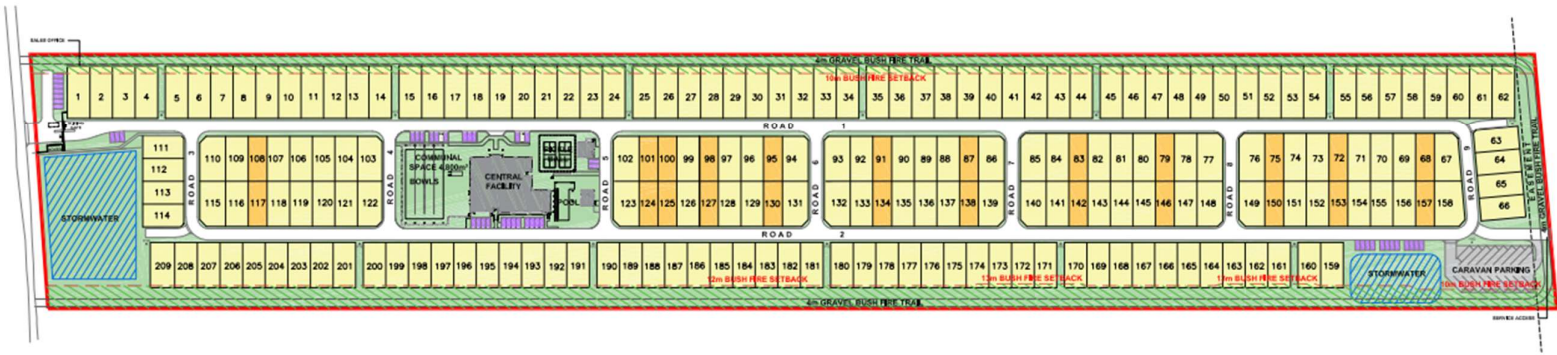 SALES OFFICE
4m GRAVEL BUSH FIRE TRAIL
10m BUSH FIRE SETBACK
1 2 3 4 5 6 7 8 9 10 11 12 13 14 15 16 17 18 19 20 21 22 23 24 25 26 27 28 29 30 31 32 33 34 35 36 37 38 39 40 41 42 43 44 45 46 47 48 49 50 51 52 53 54 55 56 57 58 59 60 61 62
ROAD 1
111
112
113
114
ROAD 3
110 109 108 107 106 105 104 103
115 116 117 118 119 120 121 122
ROAD 4
COMMUNAL
SPACE 4,800m²
BOWLS
CENTRAL
FACILITY
POOL
ROAD 5
102 101 100 99 98 97 96 95 94
123 124 125 126 127 128 129 130 131
ROAD 6
93 92 91 90 89 88 87 86
132 133 134 135 136 137 138 139
ROAD 7
85 84 83 82 81 80 79 78 77
140 141 142 143 144 145 146 147 148
ROAD 8
76 75 74 73 72 71 70 69 68 67
149 150 151 152 153 154 155 156 157 158
ROAD 9
63
64
65
66
EASEMENT
4m GRAVEL BUSH FIRE TRAIL
STORMWATER
ROAD 2
209 208 207 206 205 204 203 202 201 200 199 198 197 196 195 194 193 192 191 190 189 188 187 186 185 184 183 182 181 180 179 178 177 176 175 174 173 172 171 170 169 168 167 166 165 164 163 162 161 160 159
12m BUSH FIRE SETBACK
13m BUSH FIRE SETBACK
11m BUSH FIRE SETBACK
STORMWATER
CARAVAN PARKING
10m BUSH FIRE SETBACK
4m GRAVEL BUSH FIRE TRAIL
SERVICE ACCESS